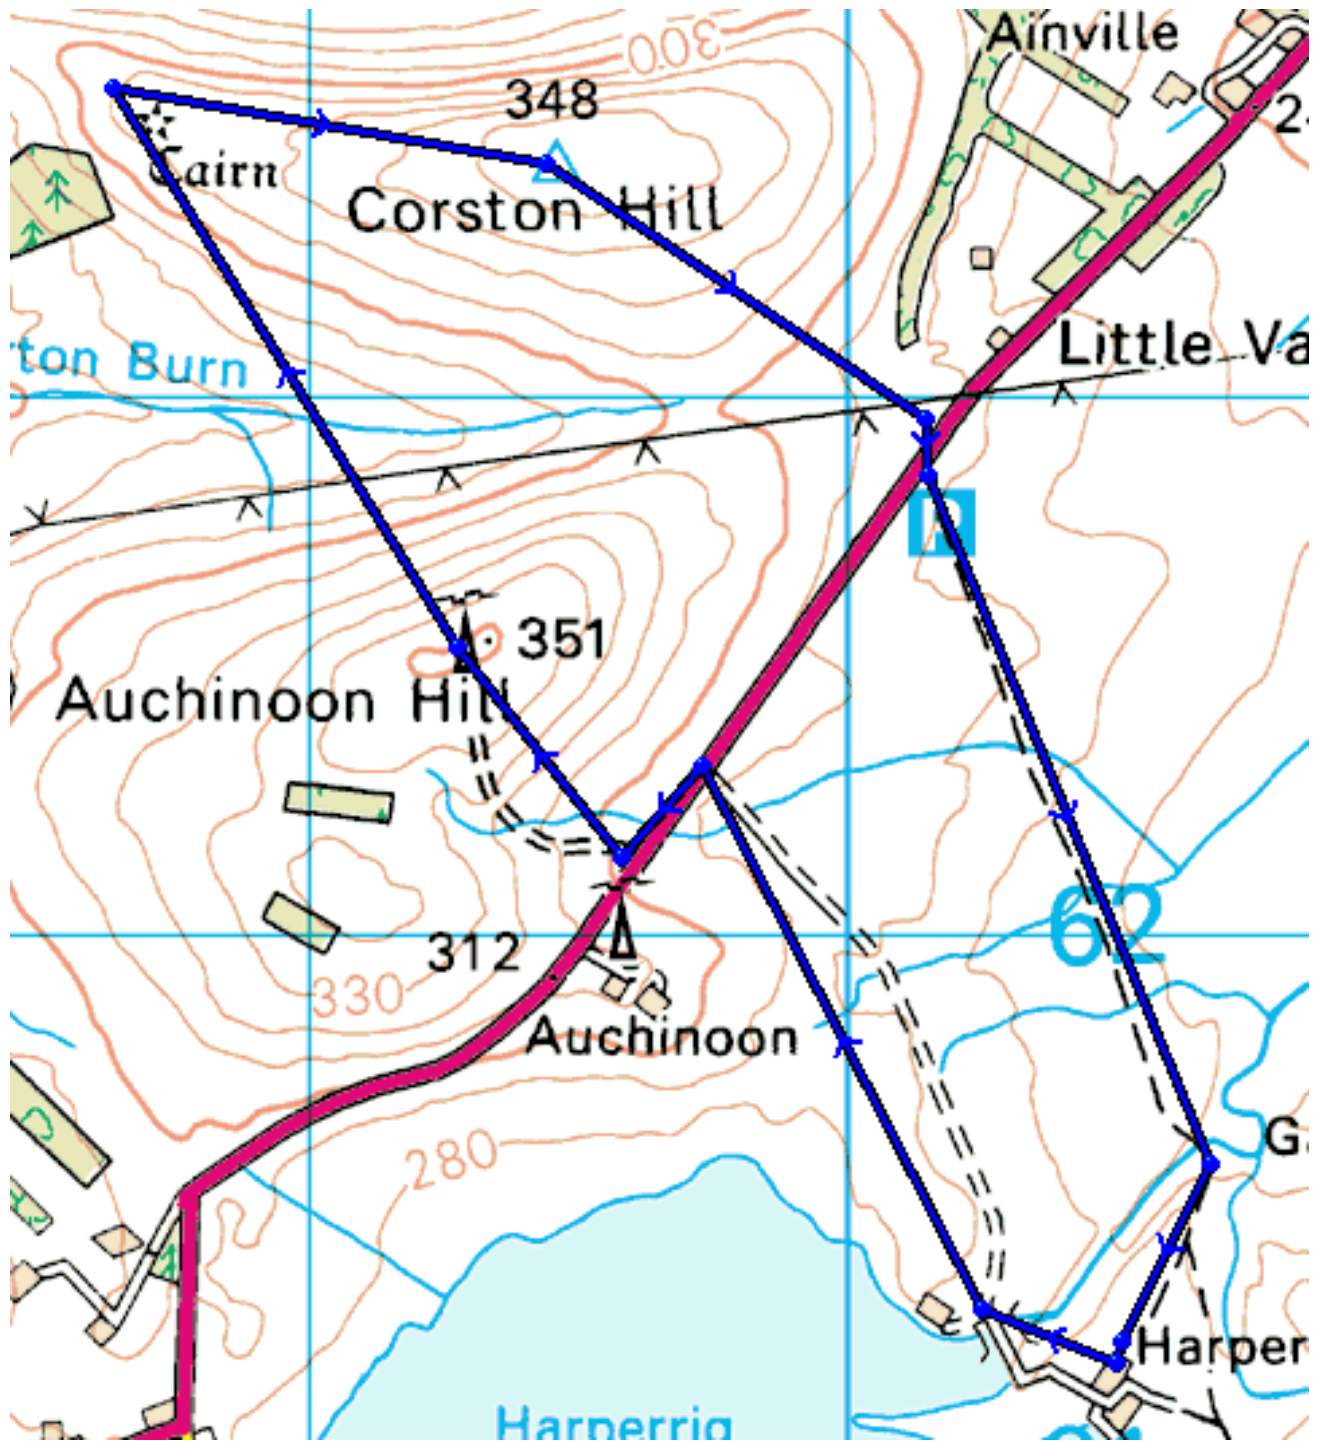 Ainville
300
348
2
Cairn
Corston Hill
Little Va
ton Burn
P
351
Auchinoon Hill
62
312
330
Auchinoon
280
G
Harper
Harperrig